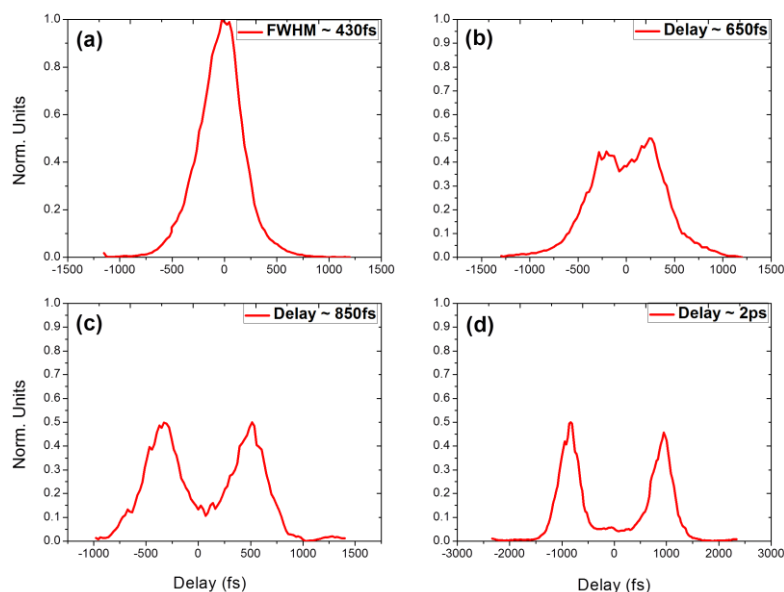 (a)
FWHM ~ 430fs
Norm. Units
1.0
0.8
0.6
0.4
0.2
0.0
-1500 -1000 -500 0 500 1000 1500
(b)
Delay ~ 650fs
1.0
0.9
0.8
0.7
0.6
0.5
0.4
0.3
0.2
0.1
0.0
-1500 -1000 -500 0 500 1000 1500
(c)
Delay ~ 850fs
Norm. Units
1.0
0.9
0.8
0.7
0.6
0.5
0.4
0.3
0.2
0.1
0.0
-1000 -500 0 500 1000 1500
Delay (fs)
(d)
Delay ~ 2ps
1.0
0.9
0.8
0.7
0.6
0.5
0.4
0.3
0.2
0.1
0.0
-3000 -2000 -1000 0 1000 2000 3000
Delay (fs)